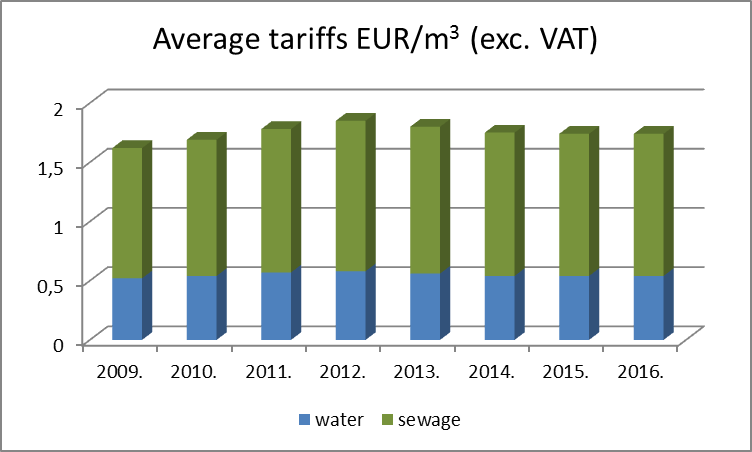 Average tariffs EUR/m³ (exc. VAT)
2
1,5
1
0,5
0
2009. 2010. 2011. 2012. 2013. 2014. 2015. 2016.
water sewage